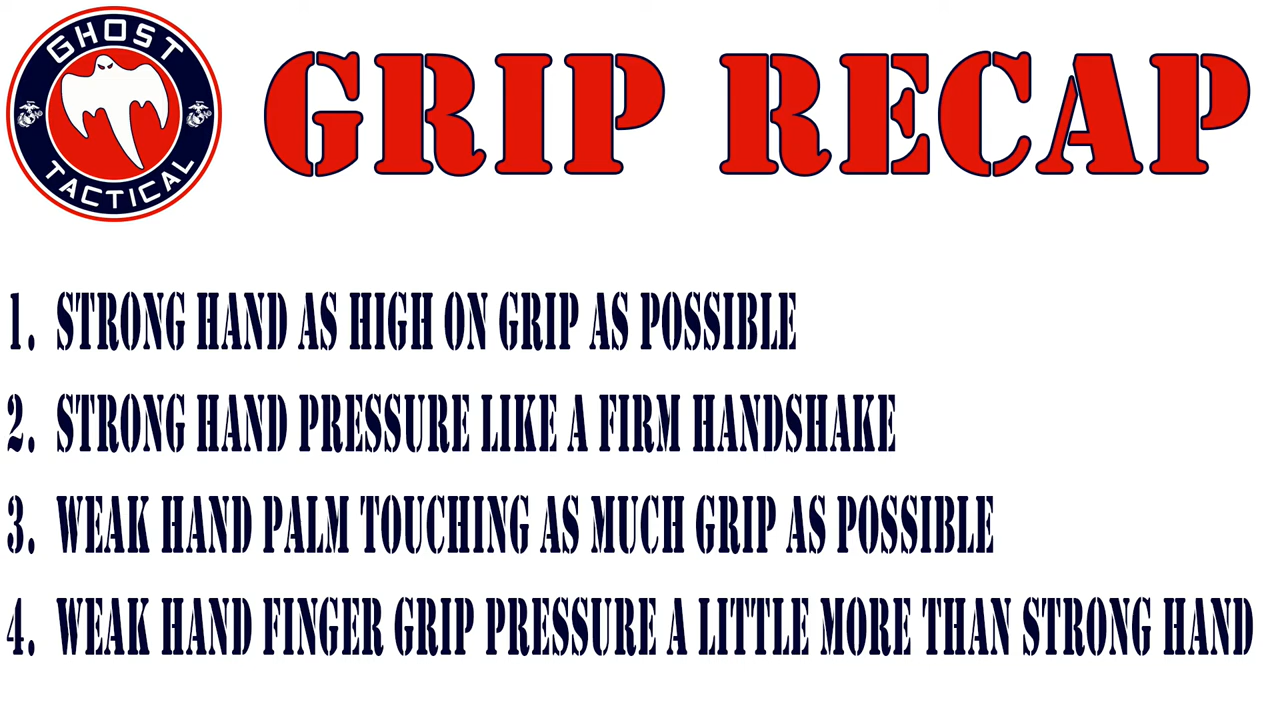 GHOST
TACTICAL
GRIP RECAP
1. STRONG HAND AS HIGH ON GRIP AS POSSIBLE
2. STRONG HAND PRESSURE LIKE A FIRM HANDSHAKE
3. WEAK HAND PALM TOUCHING AS MUCH GRIP AS POSSIBLE
4. WEAK HAND FINGER GRIP PRESSURE A LITTLE MORE THAN STRONG HAND